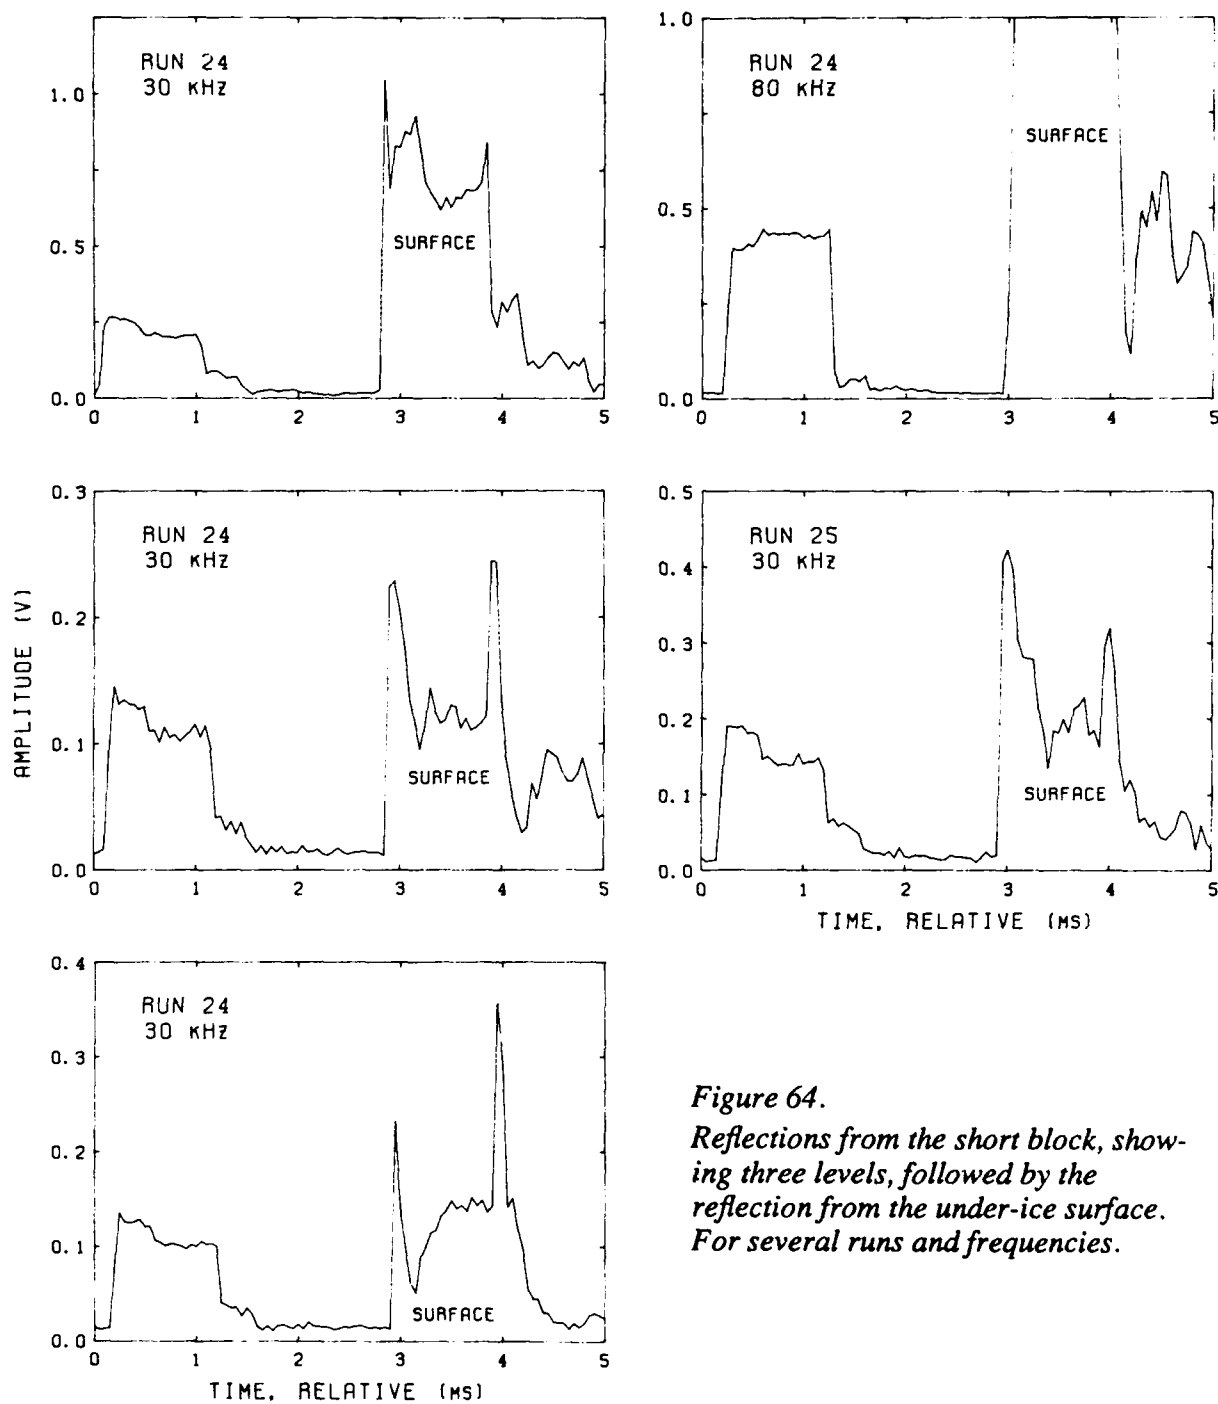 RUN 24
30 KHZ
1.0
0.5
0.0
SURFACE
0 1 2 3 4 5
RUN 24
80 KHZ
1.0
0.5
0.0
SURFACE
0 1 2 3 4 5
AMPLITUDE (V)
RUN 24
30 KHZ
0.3
0.2
0.1
0.0
SURFACE
0 1 2 3 4 5
RUN 25
30 KHZ
0.5
0.4
0.3
0.2
0.1
0.0
SURFACE
0 1 2 3 4 5
TIME, RELATIVE (MS)
RUN 24
30 KHZ
0.4
0.3
0.2
0.1
0.0
SURFACE
0 1 2 3 4 5
TIME, RELATIVE (MS)
Figure 64.
Reflections from the short block, show-
ing three levels, followed by the
reflection from the under-ice surface.
For several runs and frequencies.